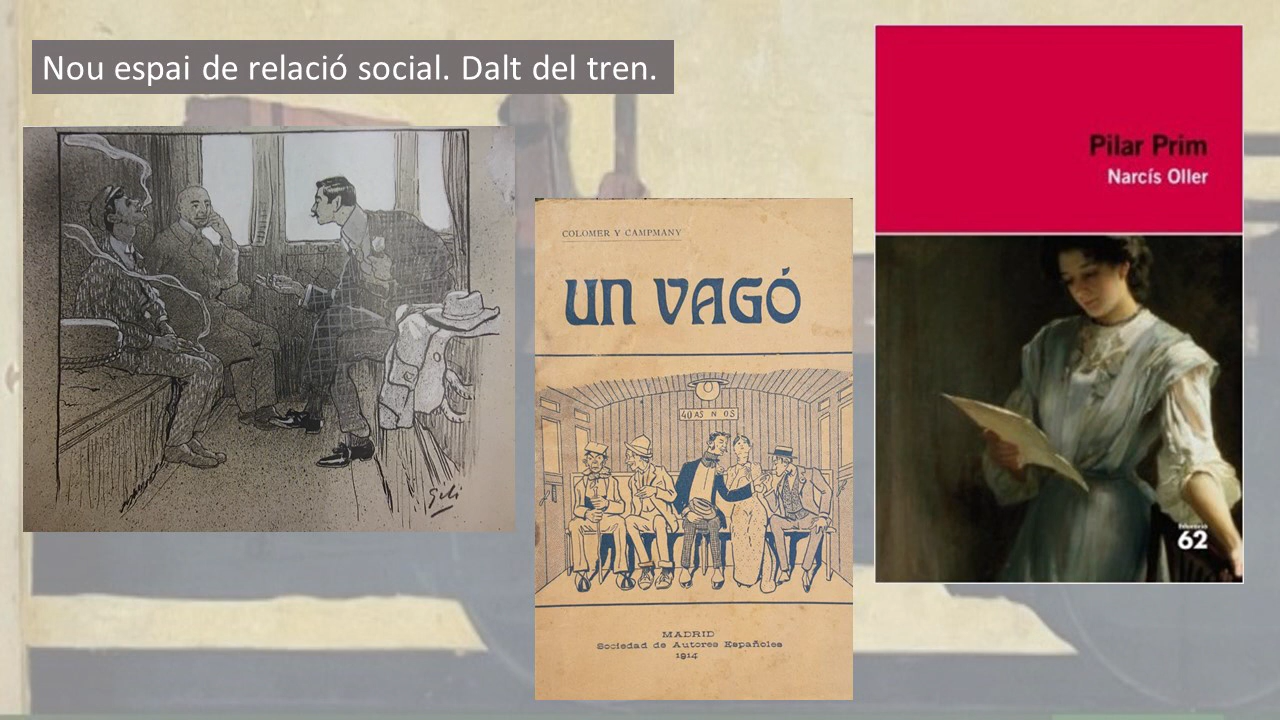 Nou espai de relació social. Dalt del tren.
Geli
COLOMER Y CAMPMANY
UN VAGÓ
40 AS N OS
MADRID
Sociedad de Autores Españoles
1914
Pilar Prim
Narcís Oller
62